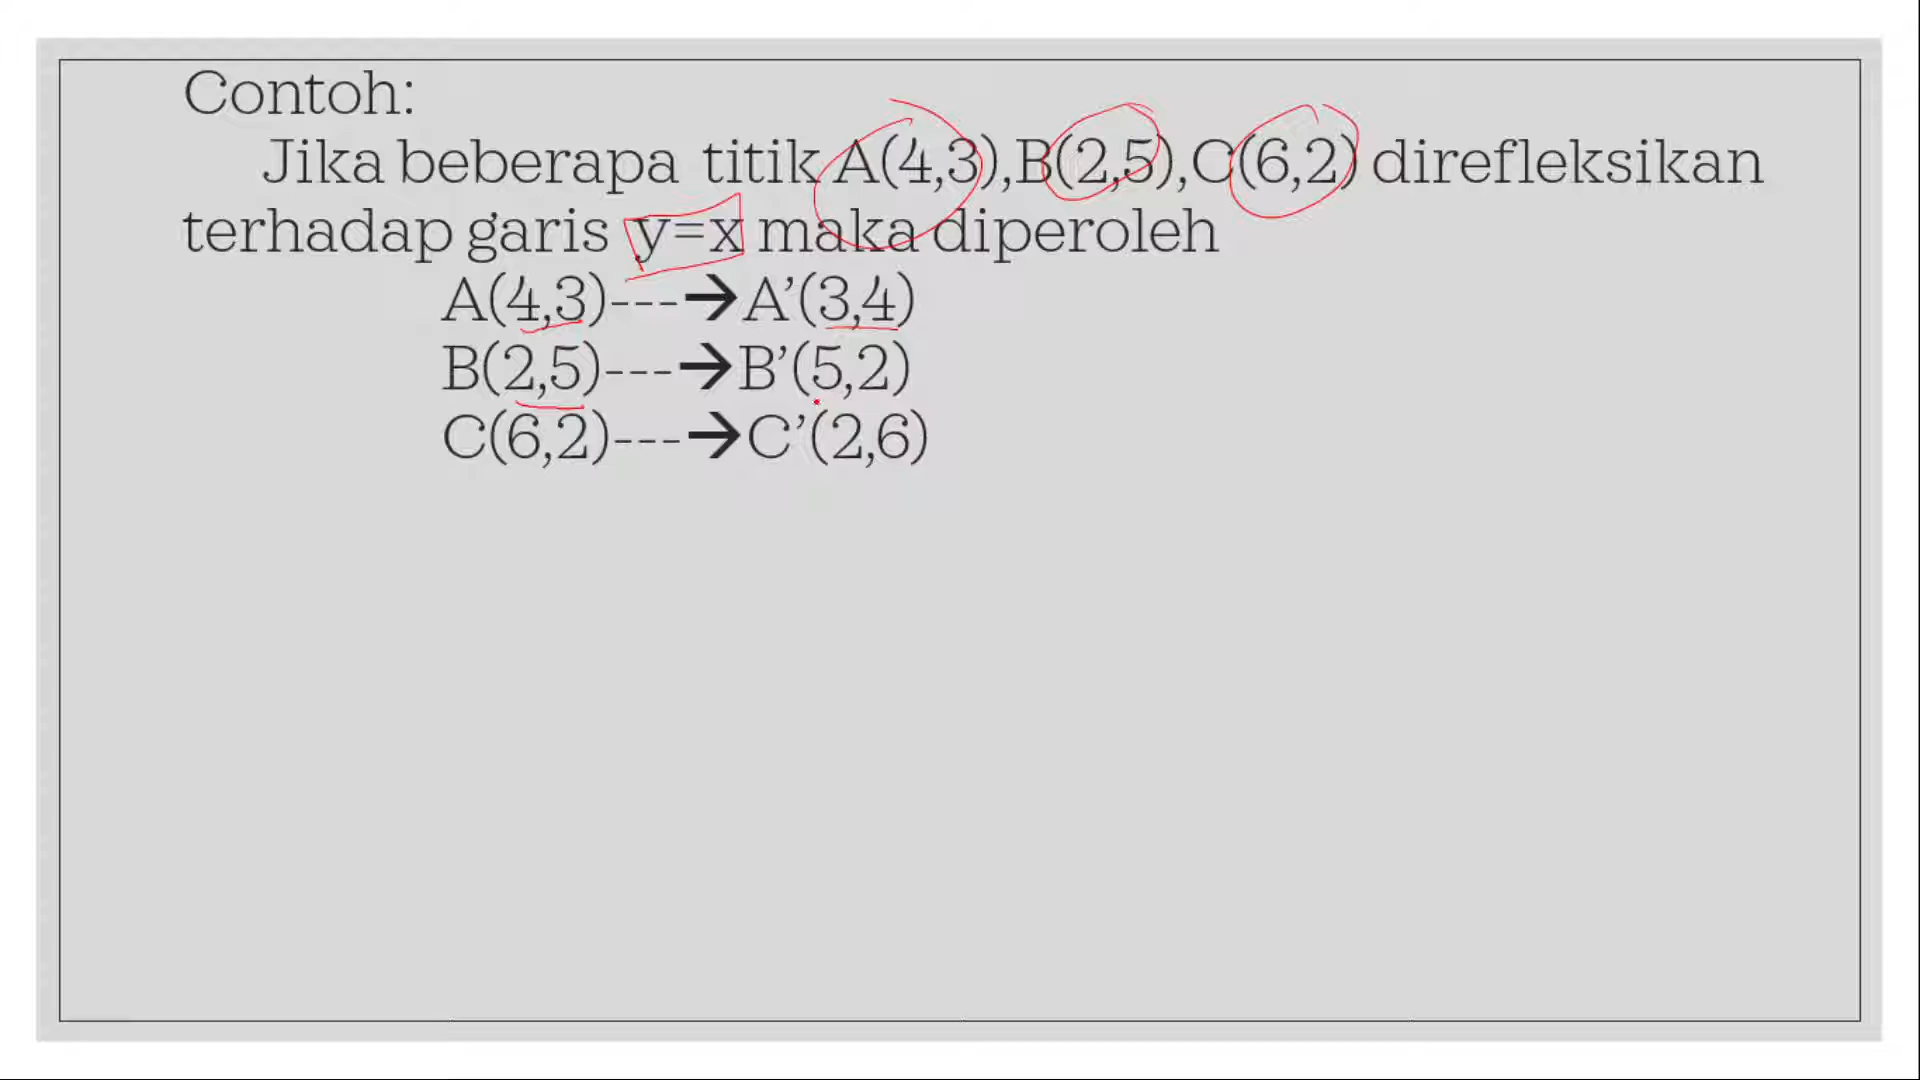 Contoh:
Jika beberapa titik A(4,3),B(2,5),C(6,2) direfleksikan
terhadap garis y=x maka diperoleh
A(4,3)---➔A’(3,4)
B(2,5)---➔B’(5,2)
C(6,2)---➔C’(2,6)